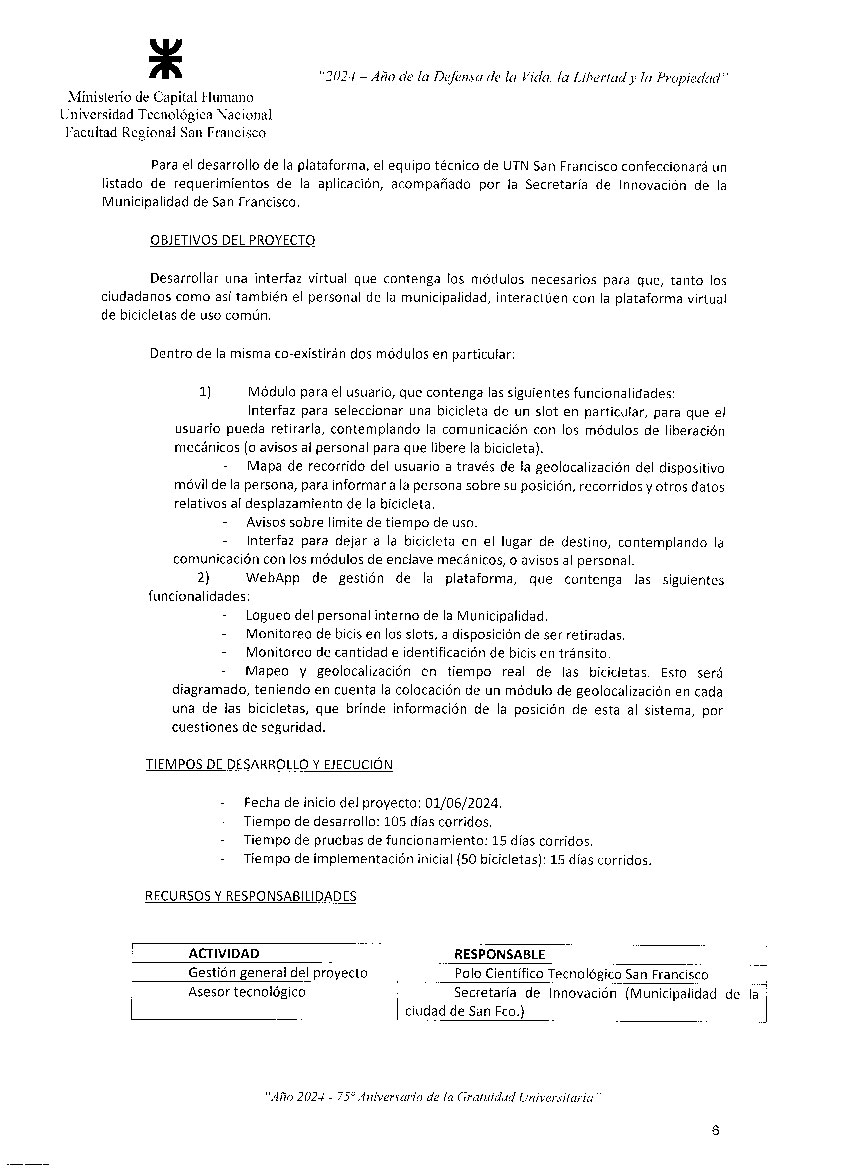 "2024 – Año de la Defensa de la Vida, la Libertad y la Propiedad"
Ministerio de Capital Humano
Universidad Tecnológica Nacional
Facultad Regional San Francisco
Para el desarrollo de la plataforma, el equipo técnico de UTN San Francisco confeccionará un
listado de requerimientos de la aplicación, acompañado por la Secretaría de Innovación de la
Municipalidad de San Francisco.
OBJETIVOS DEL PROYECTO
Desarrollar una interfaz virtual que contenga los módulos necesarios para que, tanto los
ciudadanos como así también el personal de la municipalidad, interactúen con la plataforma virtual
de bicicletas de uso común.
Dentro de la misma co-existirán dos módulos en particular:
1) Módulo para el usuario, que contenga las siguientes funcionalidades:
Interfaz para seleccionar una bicicleta de un slot en particular, para que el
usuario pueda retirarla, contemplando la comunicación con los módulos de liberación
mecánicos (o avisos al personal para que libere la bicicleta).
- Mapa de recorrido del usuario a través de la geolocalización del dispositivo
móvil de la persona, para informar a la persona sobre su posición, recorridos y otros datos
relativos al desplazamiento de la bicicleta.
- Avisos sobre límite de tiempo de uso.
- Interfaz para dejar a la bicicleta en el lugar de destino, contemplando la
comunicación con los módulos de enclave mecánicos, o avisos al personal.
2) WebApp de gestión de la plataforma, que contenga las siguientes
funcionalidades:
- Logueo del personal interno de la Municipalidad.
- Monitoreo de bicis en los slots, a disposición de ser retiradas.
- Monitoreo de cantidad e identificación de bicis en tránsito.
- Mapeo y geolocalización en tiempo real de las bicicletas. Esto será
diagramado, teniendo en cuenta la colocación de un módulo de geolocalización en cada
una de las bicicletas, que brinde información de la posición de esta al sistema, por
cuestiones de seguridad.
TIEMPOS DE DESARROLLO Y EJECUCIÓN
- Fecha de inicio del proyecto: 01/06/2024.
- Tiempo de desarrollo: 105 días corridos.
- Tiempo de pruebas de funcionamiento: 15 días corridos.
- Tiempo de implementación inicial (50 bicicletas): 15 días corridos.
RECURSOS Y RESPONSABILIDADES
ACTIVIDAD RESPONSABLE
Gestión general del proyecto Polo Científico Tecnológico San Francisco
Asesor tecnológico Secretaría de Innovación (Municipalidad de la
ciudad de San Fco.)
"Año 2024 - 75° Aniversario de la Gratuidad Universitaria"
6